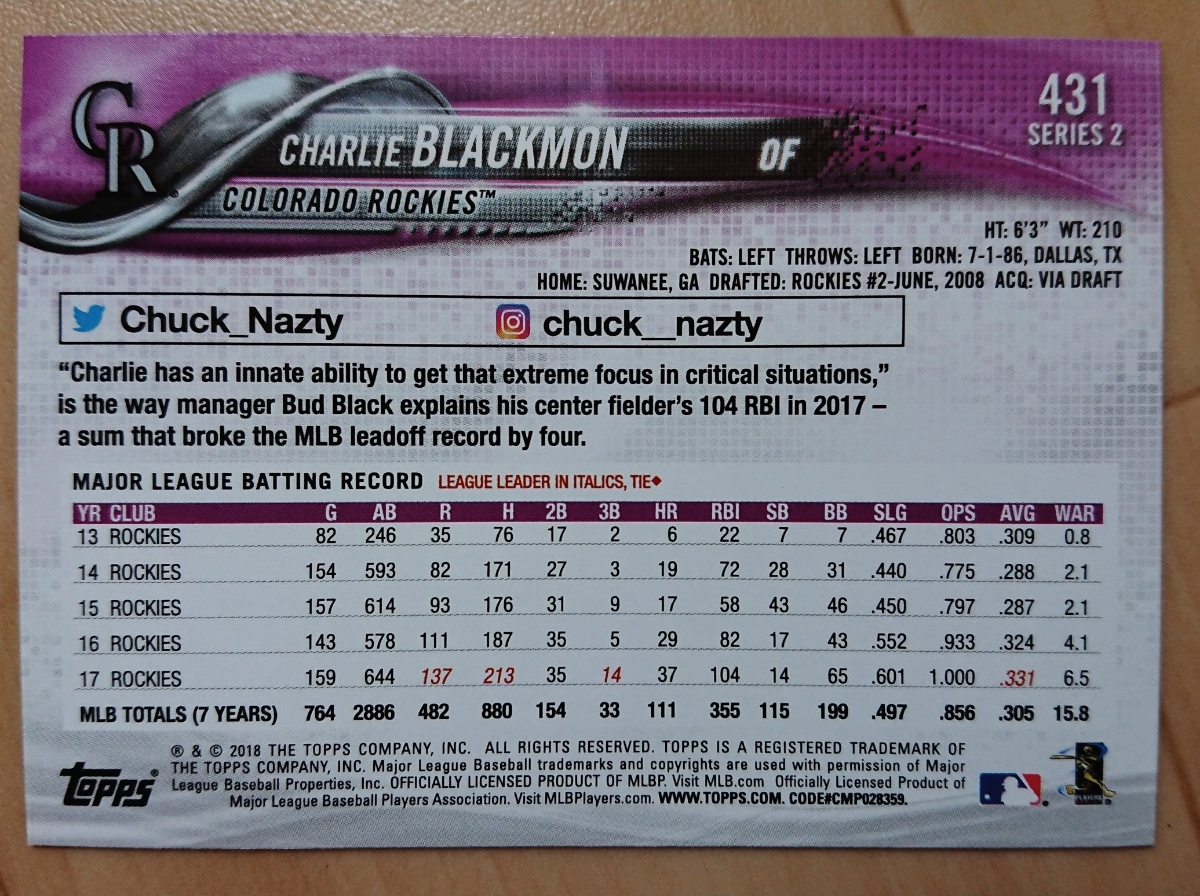 CR
431
SERIES 2
CHARLIE BLACKMON OF
COLORADO ROCKIES™
HT: 6'3" WT: 210
BATS: LEFT THROWS: LEFT BORN: 7-1-86, DALLAS, TX
HOME: SUWANEE, GA DRAFTED: ROCKIES #2-JUNE, 2008 ACQ: VIA DRAFT
Chuck_Nazty chuck__nazty
“Charlie has an innate ability to get that extreme focus in critical situations,”
is the way manager Bud Black explains his center fielder’s 104 RBI in 2017 –
a sum that broke the MLB leadoff record by four.
MAJOR LEAGUE BATTING RECORD LEAGUE LEADER IN ITALICS, TIE◆
YR CLUB G AB R H 2B 3B HR RBI SB BB SLG OPS AVG WAR
13 ROCKIES 82 246 35 76 17 2 6 22 7 7 .467 .803 .309 0.8
14 ROCKIES 154 593 82 171 27 3 19 72 28 31 .440 .775 .288 2.1
15 ROCKIES 157 614 93 176 31 9 17 58 43 46 .450 .797 .287 2.1
16 ROCKIES 143 578 111 187 35 5 29 82 17 43 .552 .933 .324 4.1
17 ROCKIES 159 644 137 213 35 14 37 104 14 65 .601 1.000 .331 6.5
MLB TOTALS (7 YEARS) 764 2886 482 880 154 33 111 355 115 199 .497 .856 .305 15.8
® & © 2018 THE TOPPS COMPANY, INC. ALL RIGHTS RESERVED. TOPPS IS A REGISTERED TRADEMARK OF
THE TOPPS COMPANY, INC. Major League Baseball trademarks and copyrights are used with permission of Major
League Baseball Properties, Inc. OFFICIALLY LICENSED PRODUCT OF MLBP. Visit MLB.com Officially Licensed Product of
Major League Baseball Players Association. Visit MLBPlayers.com. WWW.TOPPS.COM. CODE#CMP028359.
topps®
PLAYERS